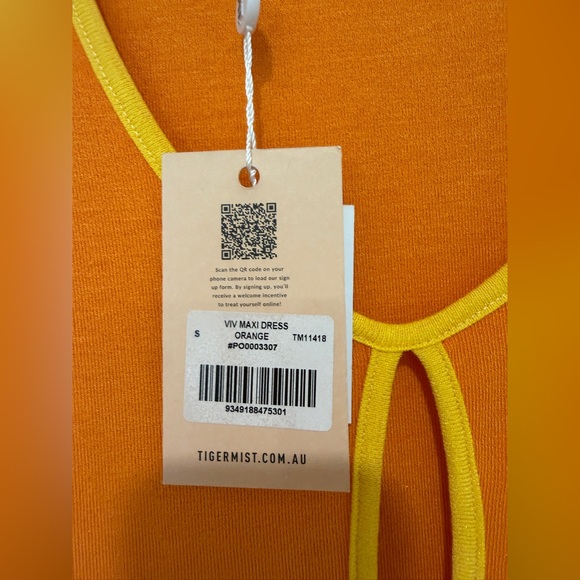 Scan the QR code on your
phone camera to load our sign
up form. By signing up, you'll
receive a welcome incentive
to treat yourself online!
VIV MAXI DRESS
S ORANGE TM11418
#PO0003307
9349188475301
TIGERMIST.COM.AU